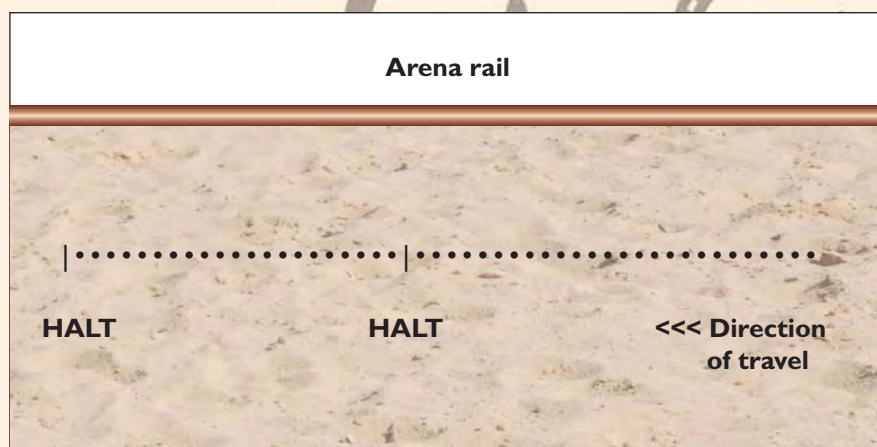 Arena rail
HALT
HALT
<<< Direction
of travel